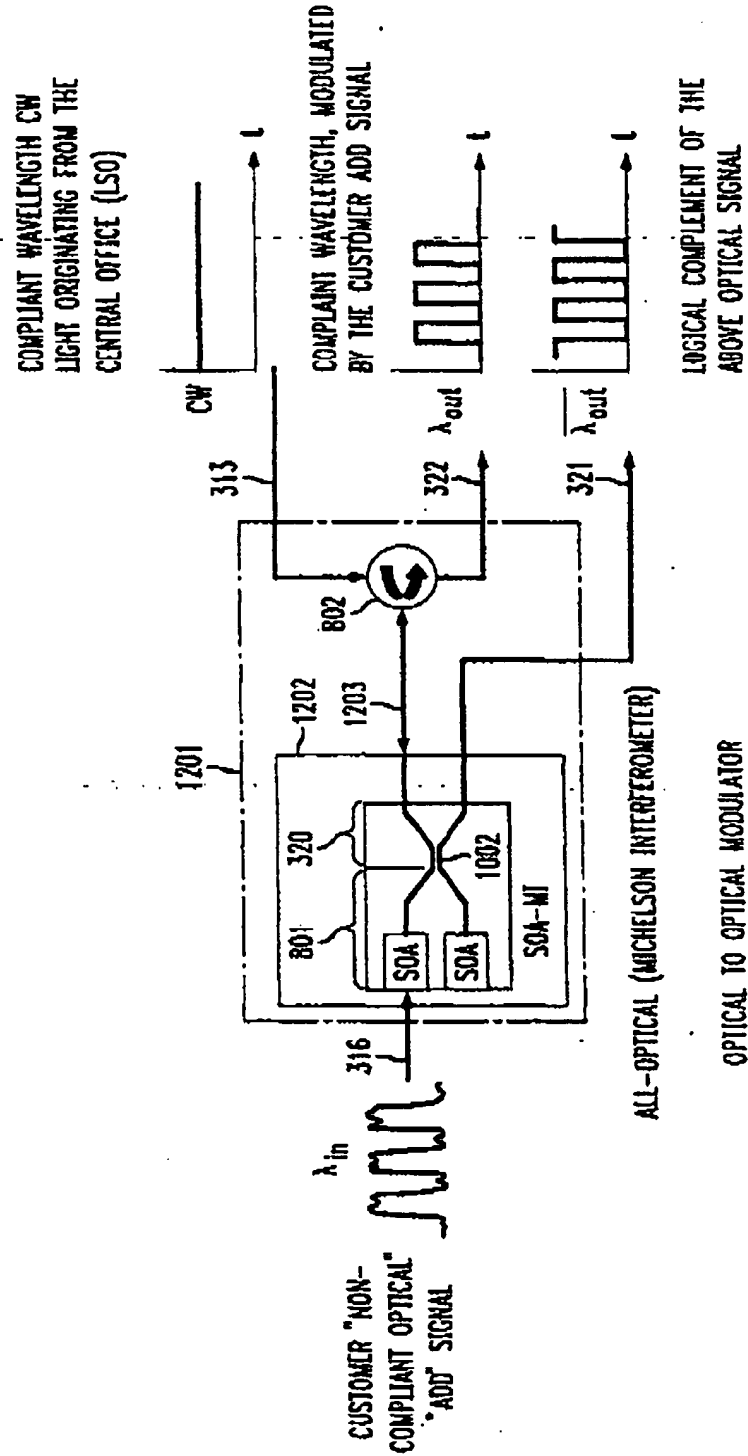 COMPLIANT WAVELENGTH CW
LIGHT ORIGINATING FROM THE
CENTRAL OFFICE (LSO)
CW
t
313
COMPLAINT WAVELENGTH, MODULATED
BY THE CUSTOMER ADD SIGNAL
λout
t
322
λout
t
321
LOGICAL COMPLEMENT OF THE
ABOVE OPTICAL SIGNAL
1201
802
1202
1203
801
320
SOA
SOA
1002
SOA-MI
316
λin
CUSTOMER "NON-
COMPLIANT OPTICAL"
"ADD" SIGNAL
ALL-OPTICAL (MICHELSON INTERFEROMETER)
OPTICAL TO OPTICAL MODULATOR